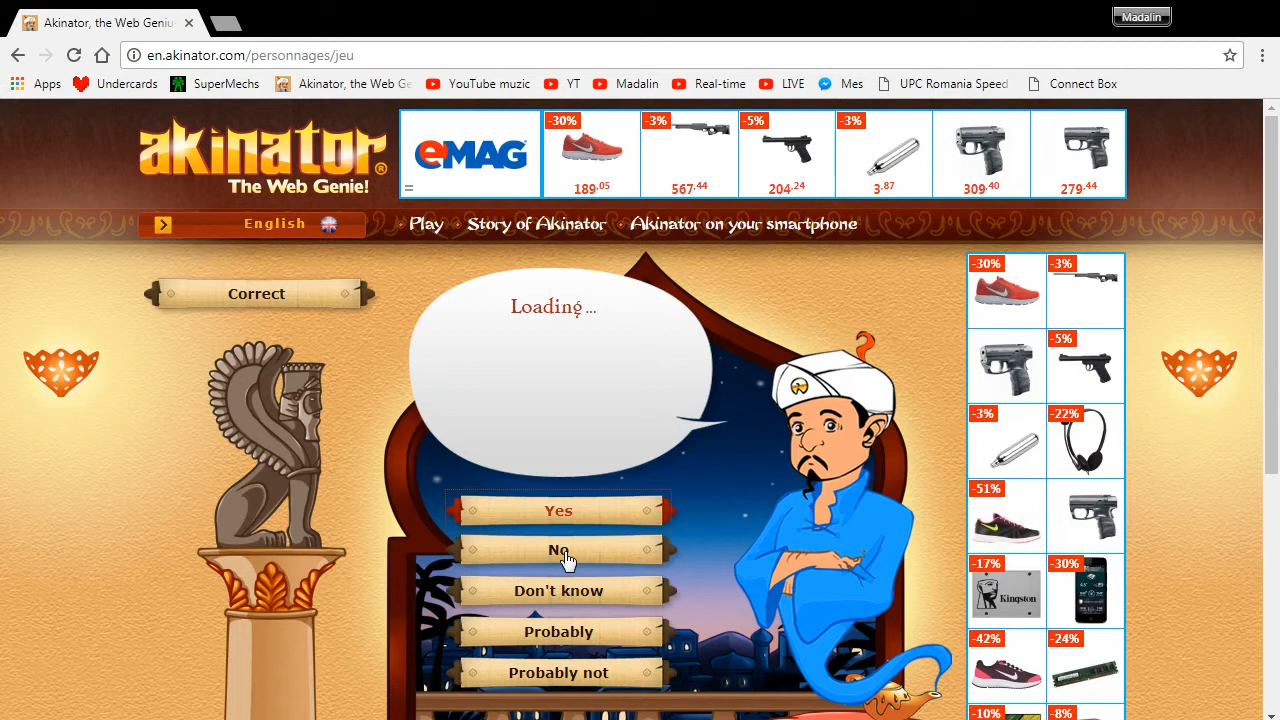 Madalin
Akinator, the Web Genius
en.akinator.com/personnages/jeu
Apps Undercards SuperMechs Akinator, the Web Ge YouTube muzic YT Madalin Real-time LIVE Mes UPC Romania Speed Connect Box
akinator®
The Web Genie!
eMAG
-30% 189.05
-3% 567.44
-5% 204.24
-3% 3.87
309.40
279.44
English
Play Story of Akinator Akinator on your smartphone
Correct
Loading ...
Yes
No
Don't know
Probably
Probably not
-30% -3%
-5%
-3% -22%
-51%
-17% Kingston -30%
-42% -24%
-10% -8%